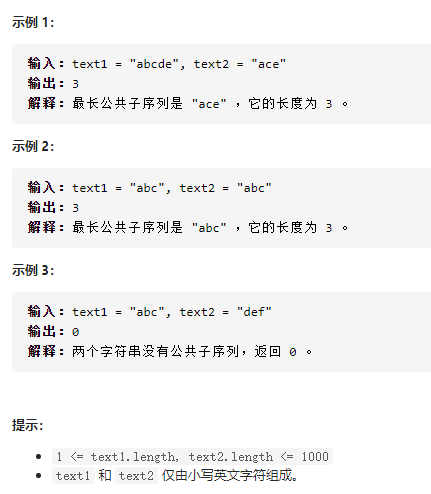 示例 1：
输入：text1 = "abcde", text2 = "ace"
输出：3
解释：最长公共子序列是 "ace" ，它的长度为 3 。
示例 2：
输入：text1 = "abc", text2 = "abc"
输出：3
解释：最长公共子序列是 "abc" ，它的长度为 3 。
示例 3：
输入：text1 = "abc", text2 = "def"
输出：0
解释：两个字符串没有公共子序列，返回 0 。
提示：
1 <= text1.length, text2.length <= 1000
text1 和 text2 仅由小写英文字符组成。